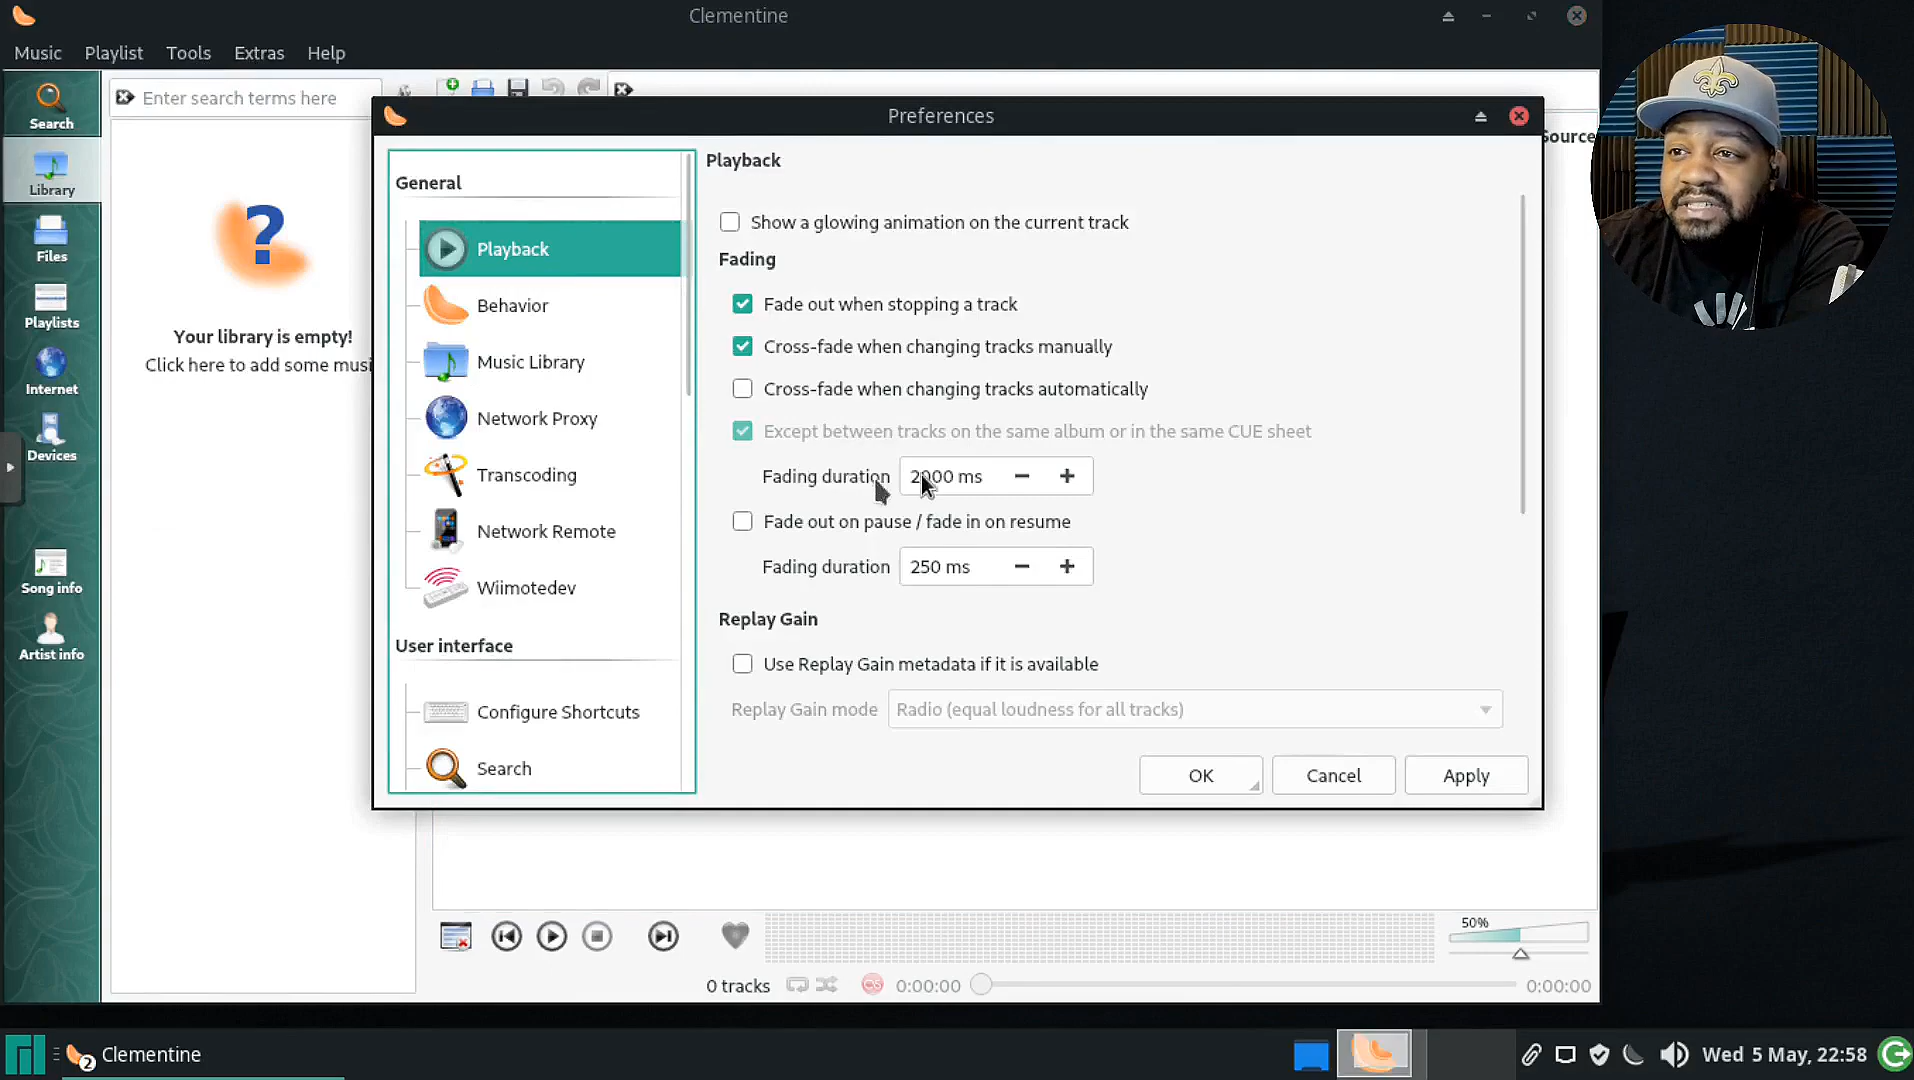 Clementine
Music Playlist Tools Extras Help
Search
Library
Files
Playlists
Internet
Devices
Song info
Artist info
Enter search terms here
Your library is empty!
Click here to add some musi
Source
Preferences
General
Playback
Behavior
Music Library
Network Proxy
Transcoding
Network Remote
Wiimotedev
User interface
Configure Shortcuts
Search
Playback
Show a glowing animation on the current track
Fading
Fade out when stopping a track
Cross-fade when changing tracks manually
Cross-fade when changing tracks automatically
Except between tracks on the same album or in the same CUE sheet
Fading duration 2000 ms
Fade out on pause / fade in on resume
Fading duration 250 ms
Replay Gain
Use Replay Gain metadata if it is available
Replay Gain mode Radio (equal loudness for all tracks)
OK Cancel Apply
50%
0 tracks 0:00:00 0:00:00
2 Clementine
Wed 5 May, 22:58